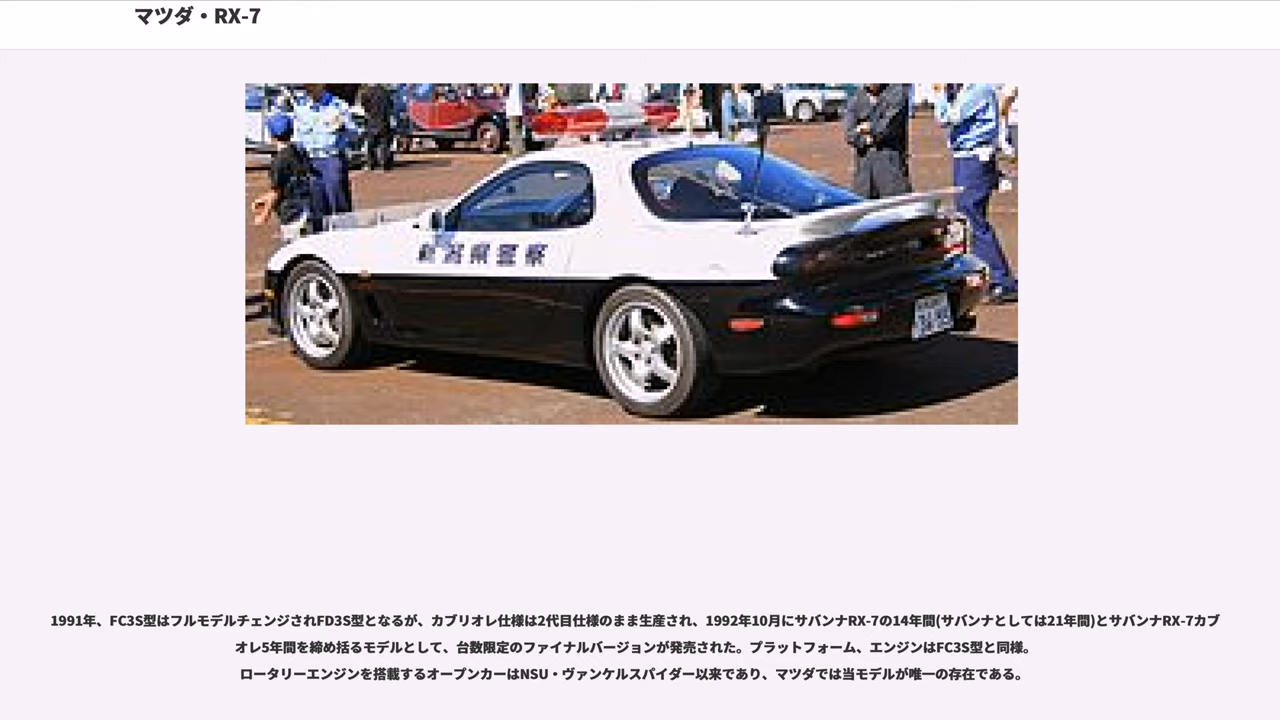 マツダ・RX-7
新潟県警察
1991年、FC3S型はフルモデルチェンジされFD3S型となるが、カブリオレ仕様は2代目仕様のまま生産され、1992年10月にサバンナRX-7の14年間(サバンナとしては21年間)とサバンナRX-7カブ
オレ5年間を締め括るモデルとして、台数限定のファイナルバージョンが発売された。プラットフォーム、エンジンはFC3S型と同様。
ロータリーエンジンを搭載するオープンカーはNSU・ヴァンケルスパイダー以来であり、マツダでは当モデルが唯一の存在である。